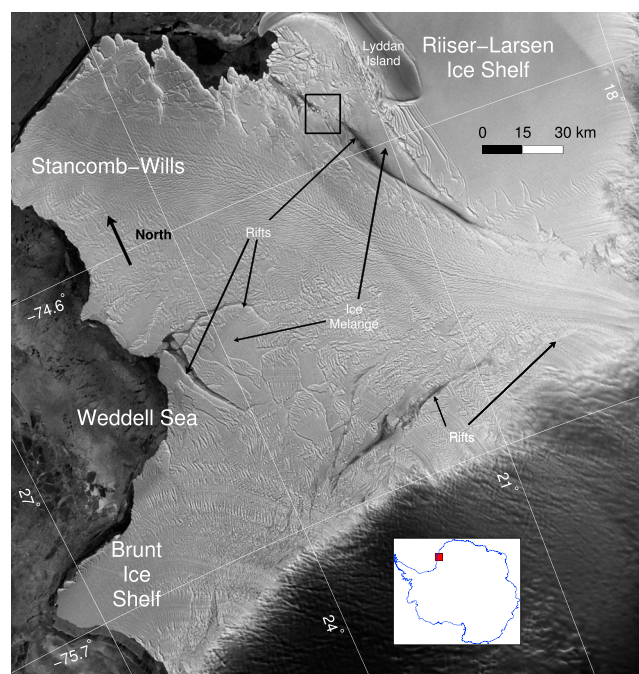 Lyddan
Island
Riiser-Larsen
Ice Shelf
18°
0 15 30 km
Stancomb-Wills
North
Rifts
-74.6°
Ice
Melange
Weddell Sea
Rifts
27°
21°
Brunt
Ice
Shelf
24°
-75.7°